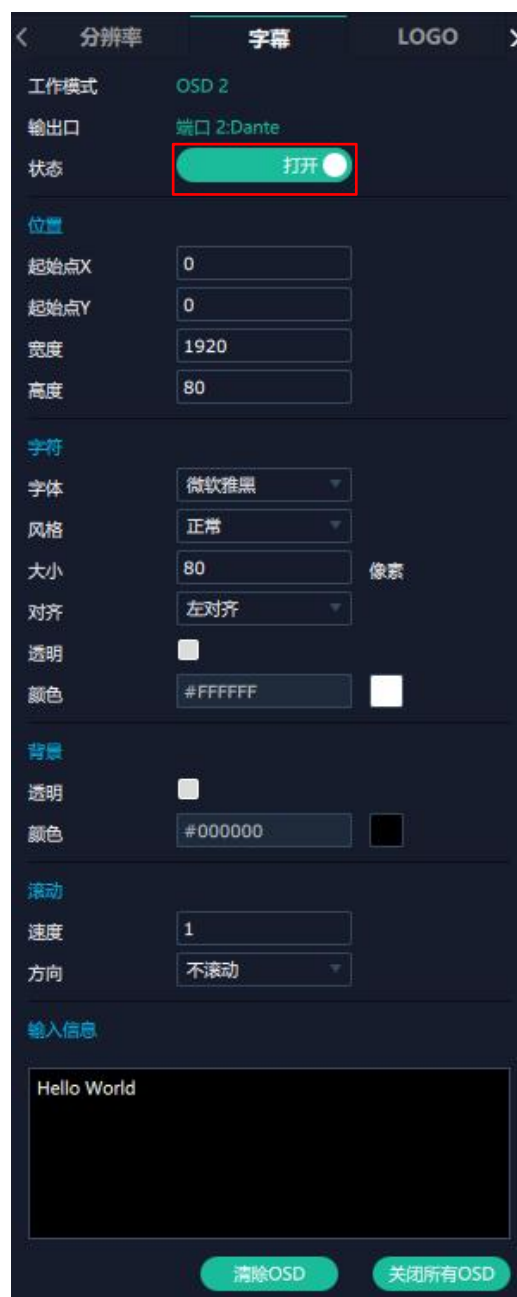 分辨率 字幕 LOGO
工作模式 OSD 2
输出口 端口 2:Dante
状态 打开
位置
起始点X 0
起始点Y 0
宽度 1920
高度 80
字符
字体 微软雅黑
风格 正常
大小 80 像素
对齐 左对齐
透明
颜色 #FFFFFF
背景
透明
颜色 #000000
滚动
速度 1
方向 不滚动
输入信息
Hello World
清除OSD 关闭所有OSD